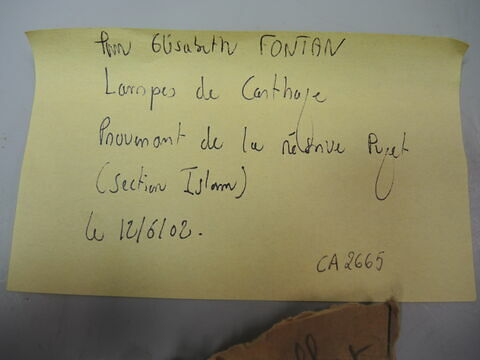 Pour Elisabeth FONTAN
Lampes de Carthage
Provenant de la réserve Puget
(section Islam)
le 12/6/02.
CA 2665